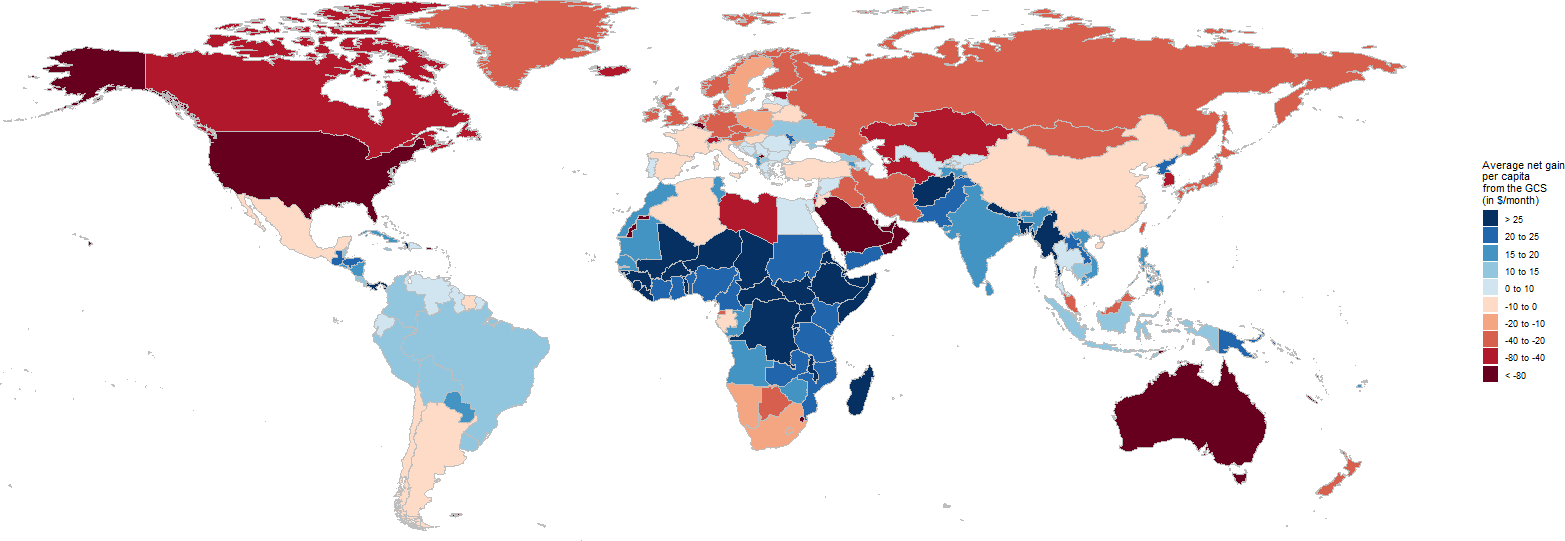 Average net gain
per capita
from the GCS
(in $/month)
> 25
20 to 25
15 to 20
10 to 15
0 to 10
-10 to 0
-20 to -10
-40 to -20
-80 to -40
< -80